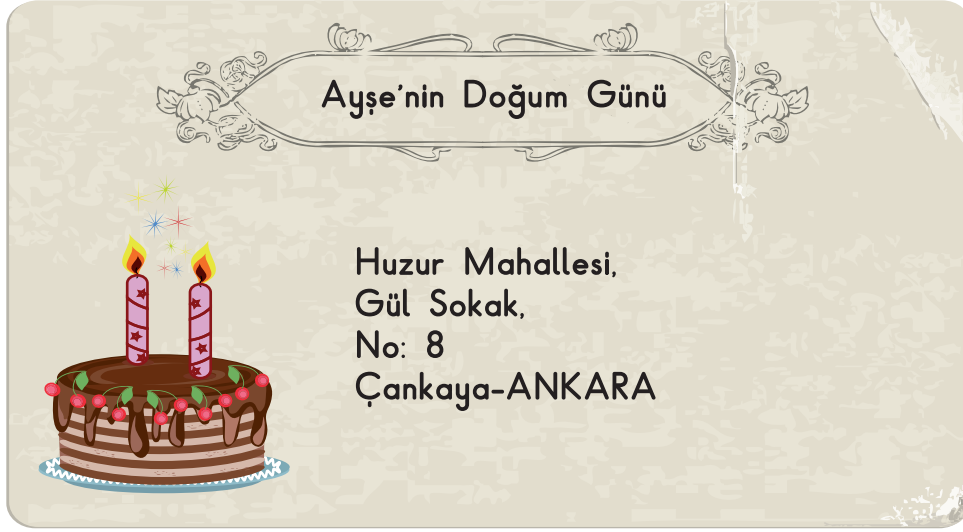 Ayşe'nin Doğum Günü
Huzur Mahallesi,
Gül Sokak,
No: 8
Çankaya-ANKARA